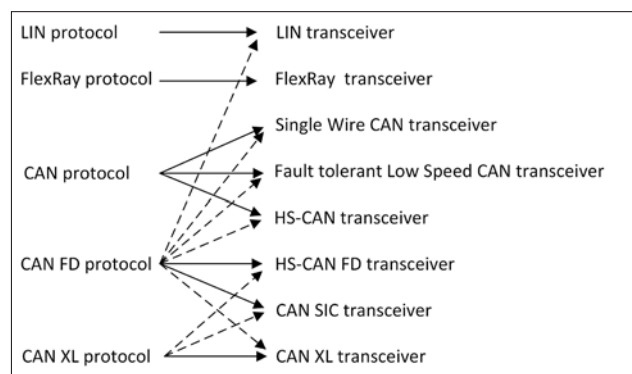 LIN protocol LIN transceiver
FlexRay protocol FlexRay transceiver
Single Wire CAN transceiver
CAN protocol Fault tolerant Low Speed CAN transceiver
HS-CAN transceiver
CAN FD protocol HS-CAN FD transceiver
CAN SIC transceiver
CAN XL protocol CAN XL transceiver